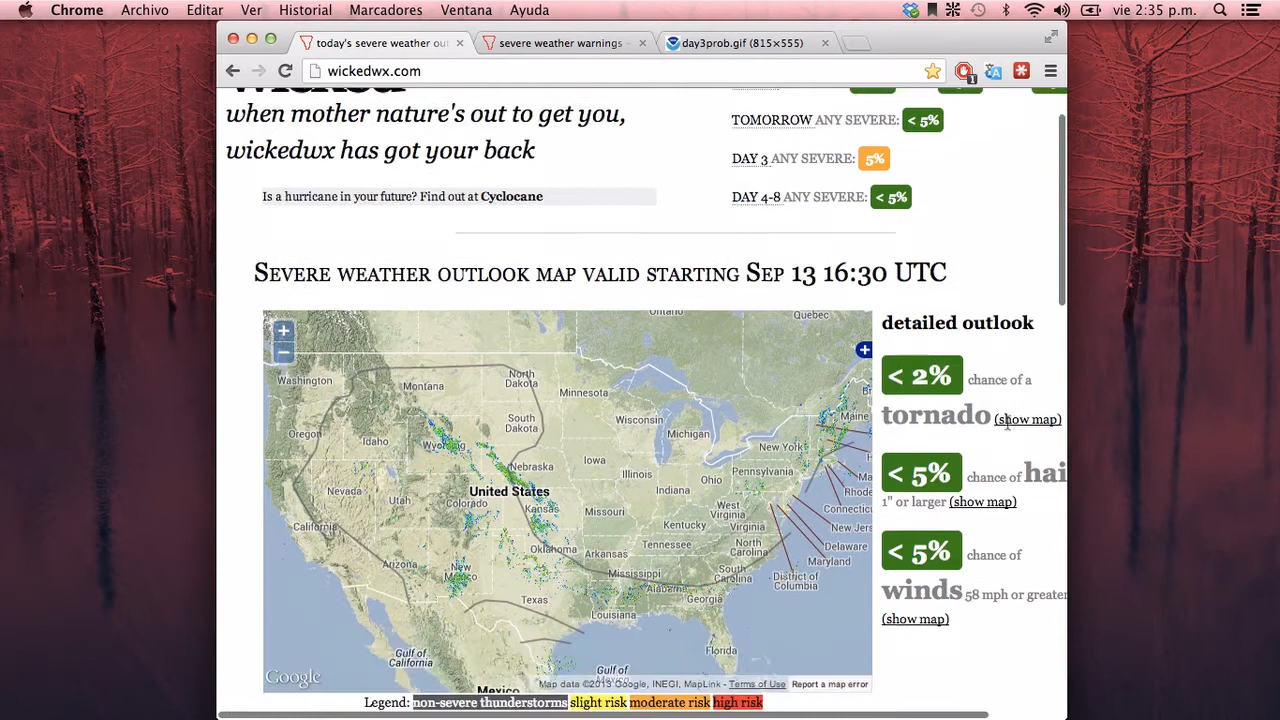 Chrome Archivo Editar Ver Historial Marcadores Ventana Ayuda vie 2:35 p.m.
today's severe weather ou
severe weather warnings -
day3prob.gif (815×555)
wickedwx.com
when mother nature's out to get you,
wickedwx has got your back
Is a hurricane in your future? Find out at Cyclocane
TOMORROW ANY SEVERE: < 5%
DAY 3 ANY SEVERE: 5%
DAY 4-8 ANY SEVERE: < 5%
Severe weather outlook map valid starting Sep 13 16:30 UTC
+
−
Ontario
Quebec
Washington
Montana
North Dakota
Minnesota
Maine
Oregon
Idaho
South Dakota
Wisconsin
Michigan
New York
Wyoming
Nebraska
Iowa
Pennsylvania
Nevada
Utah
United States
Colorado
Kansas
Illinois
Indiana
Ohio
Missouri
West Virginia
Virginia
Kentucky
California
Arizona
New Mexico
Oklahoma
Arkansas
Tennessee
North Carolina
Mississippi
Alabama
South Carolina
Georgia
Texas
Louisiana
Florida
Connecticut
New Jer
Delaware
Maryland
District of Columbia
Rhode
Gulf of California
Gulf of
Mexico
Google
Map data ©2013 Google, INEGI, MapLink - Terms of Use Report a map error
Legend: non-severe thunderstorms slight risk moderate risk high risk
detailed outlook
< 2% chance of a
tornado (show map)
< 5% chance of hai
1" or larger (show map)
< 5% chance of
winds 58 mph or greater
(show map)